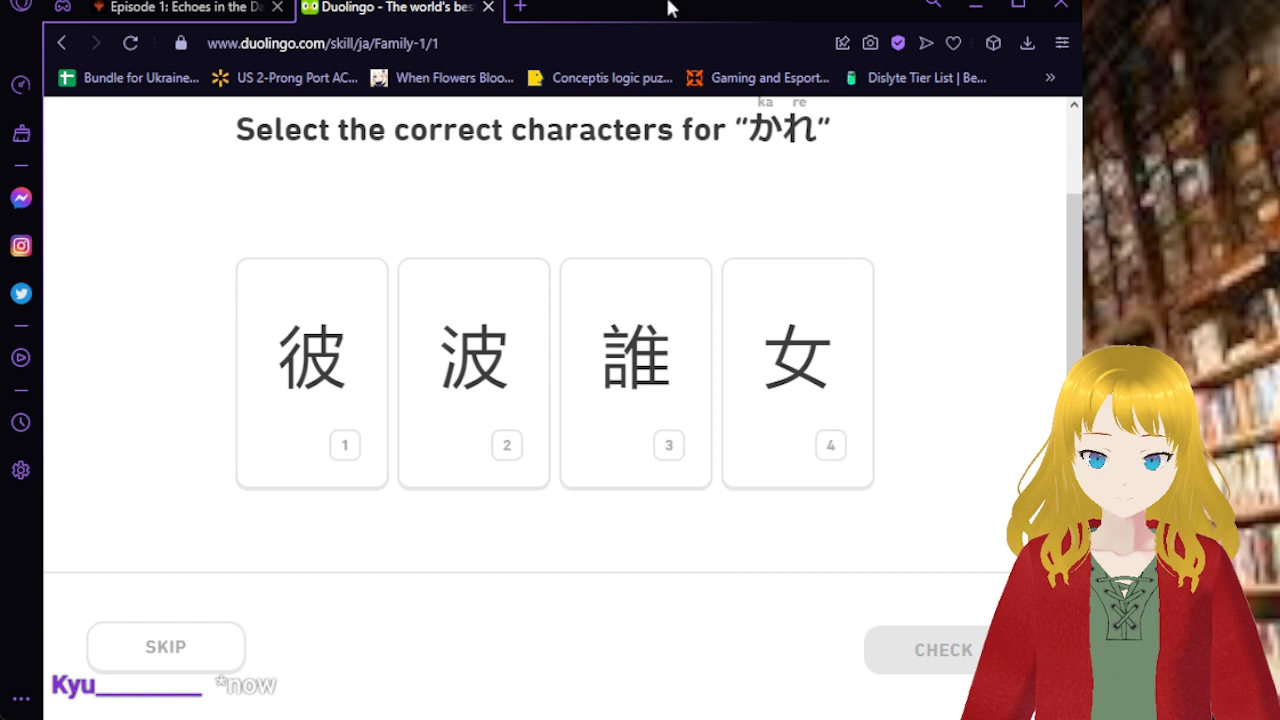 Episode 1: Echoes in the Da
Duolingo - The world's bes
www.duolingo.com/skill/ja/Family-1/1
Bundle for Ukraine...
US 2-Prong Port AC...
When Flowers Bloo...
Conceptis logic puz...
Gaming and Esport...
Dislyte Tier List | Be...
ka re
Select the correct characters for "かれ"
彼
波
誰
女
1
2
3
4
SKIP
CHECK
Kyu_________ *now